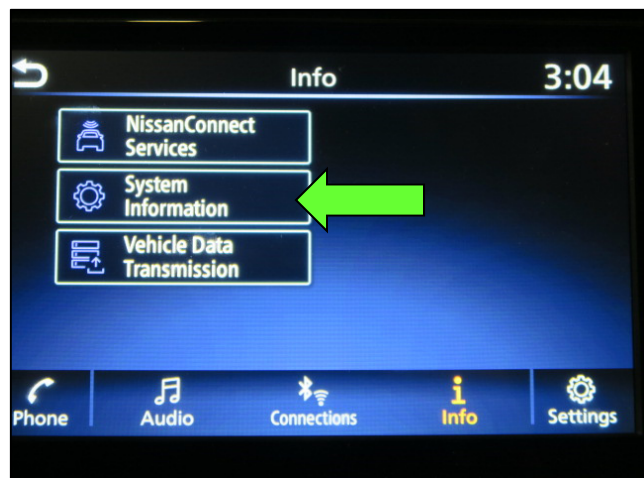 Info
3:04
NissanConnect
Services
System
Information
Vehicle Data
Transmission
Phone
Audio
Connections
Info
Settings